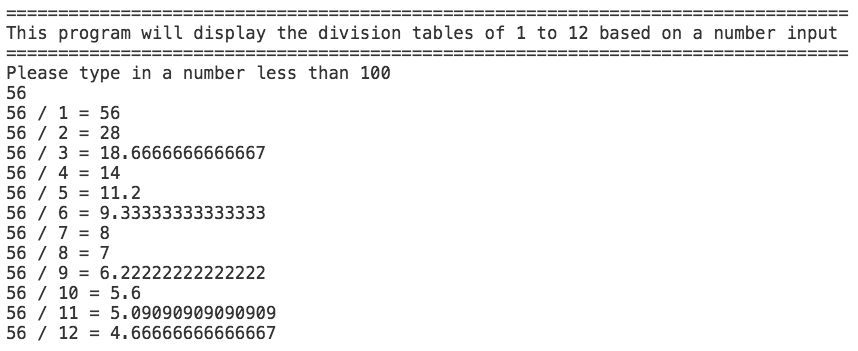 =================================================================================
This program will display the division tables of 1 to 12 based on a number input
=================================================================================
Please type in a number less than 100
56
56 / 1 = 56
56 / 2 = 28
56 / 3 = 18.6666666666667
56 / 4 = 14
56 / 5 = 11.2
56 / 6 = 9.33333333333333
56 / 7 = 8
56 / 8 = 7
56 / 9 = 6.22222222222222
56 / 10 = 5.6
56 / 11 = 5.09090909090909
56 / 12 = 4.66666666666667